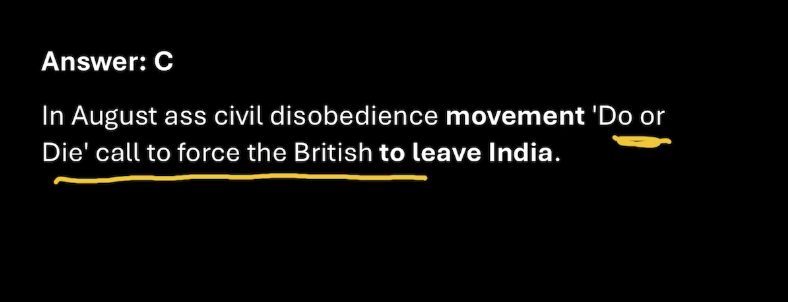 Answer: C
In August ass civil disobedience movement 'Do or
Die' call to force the British to leave India.